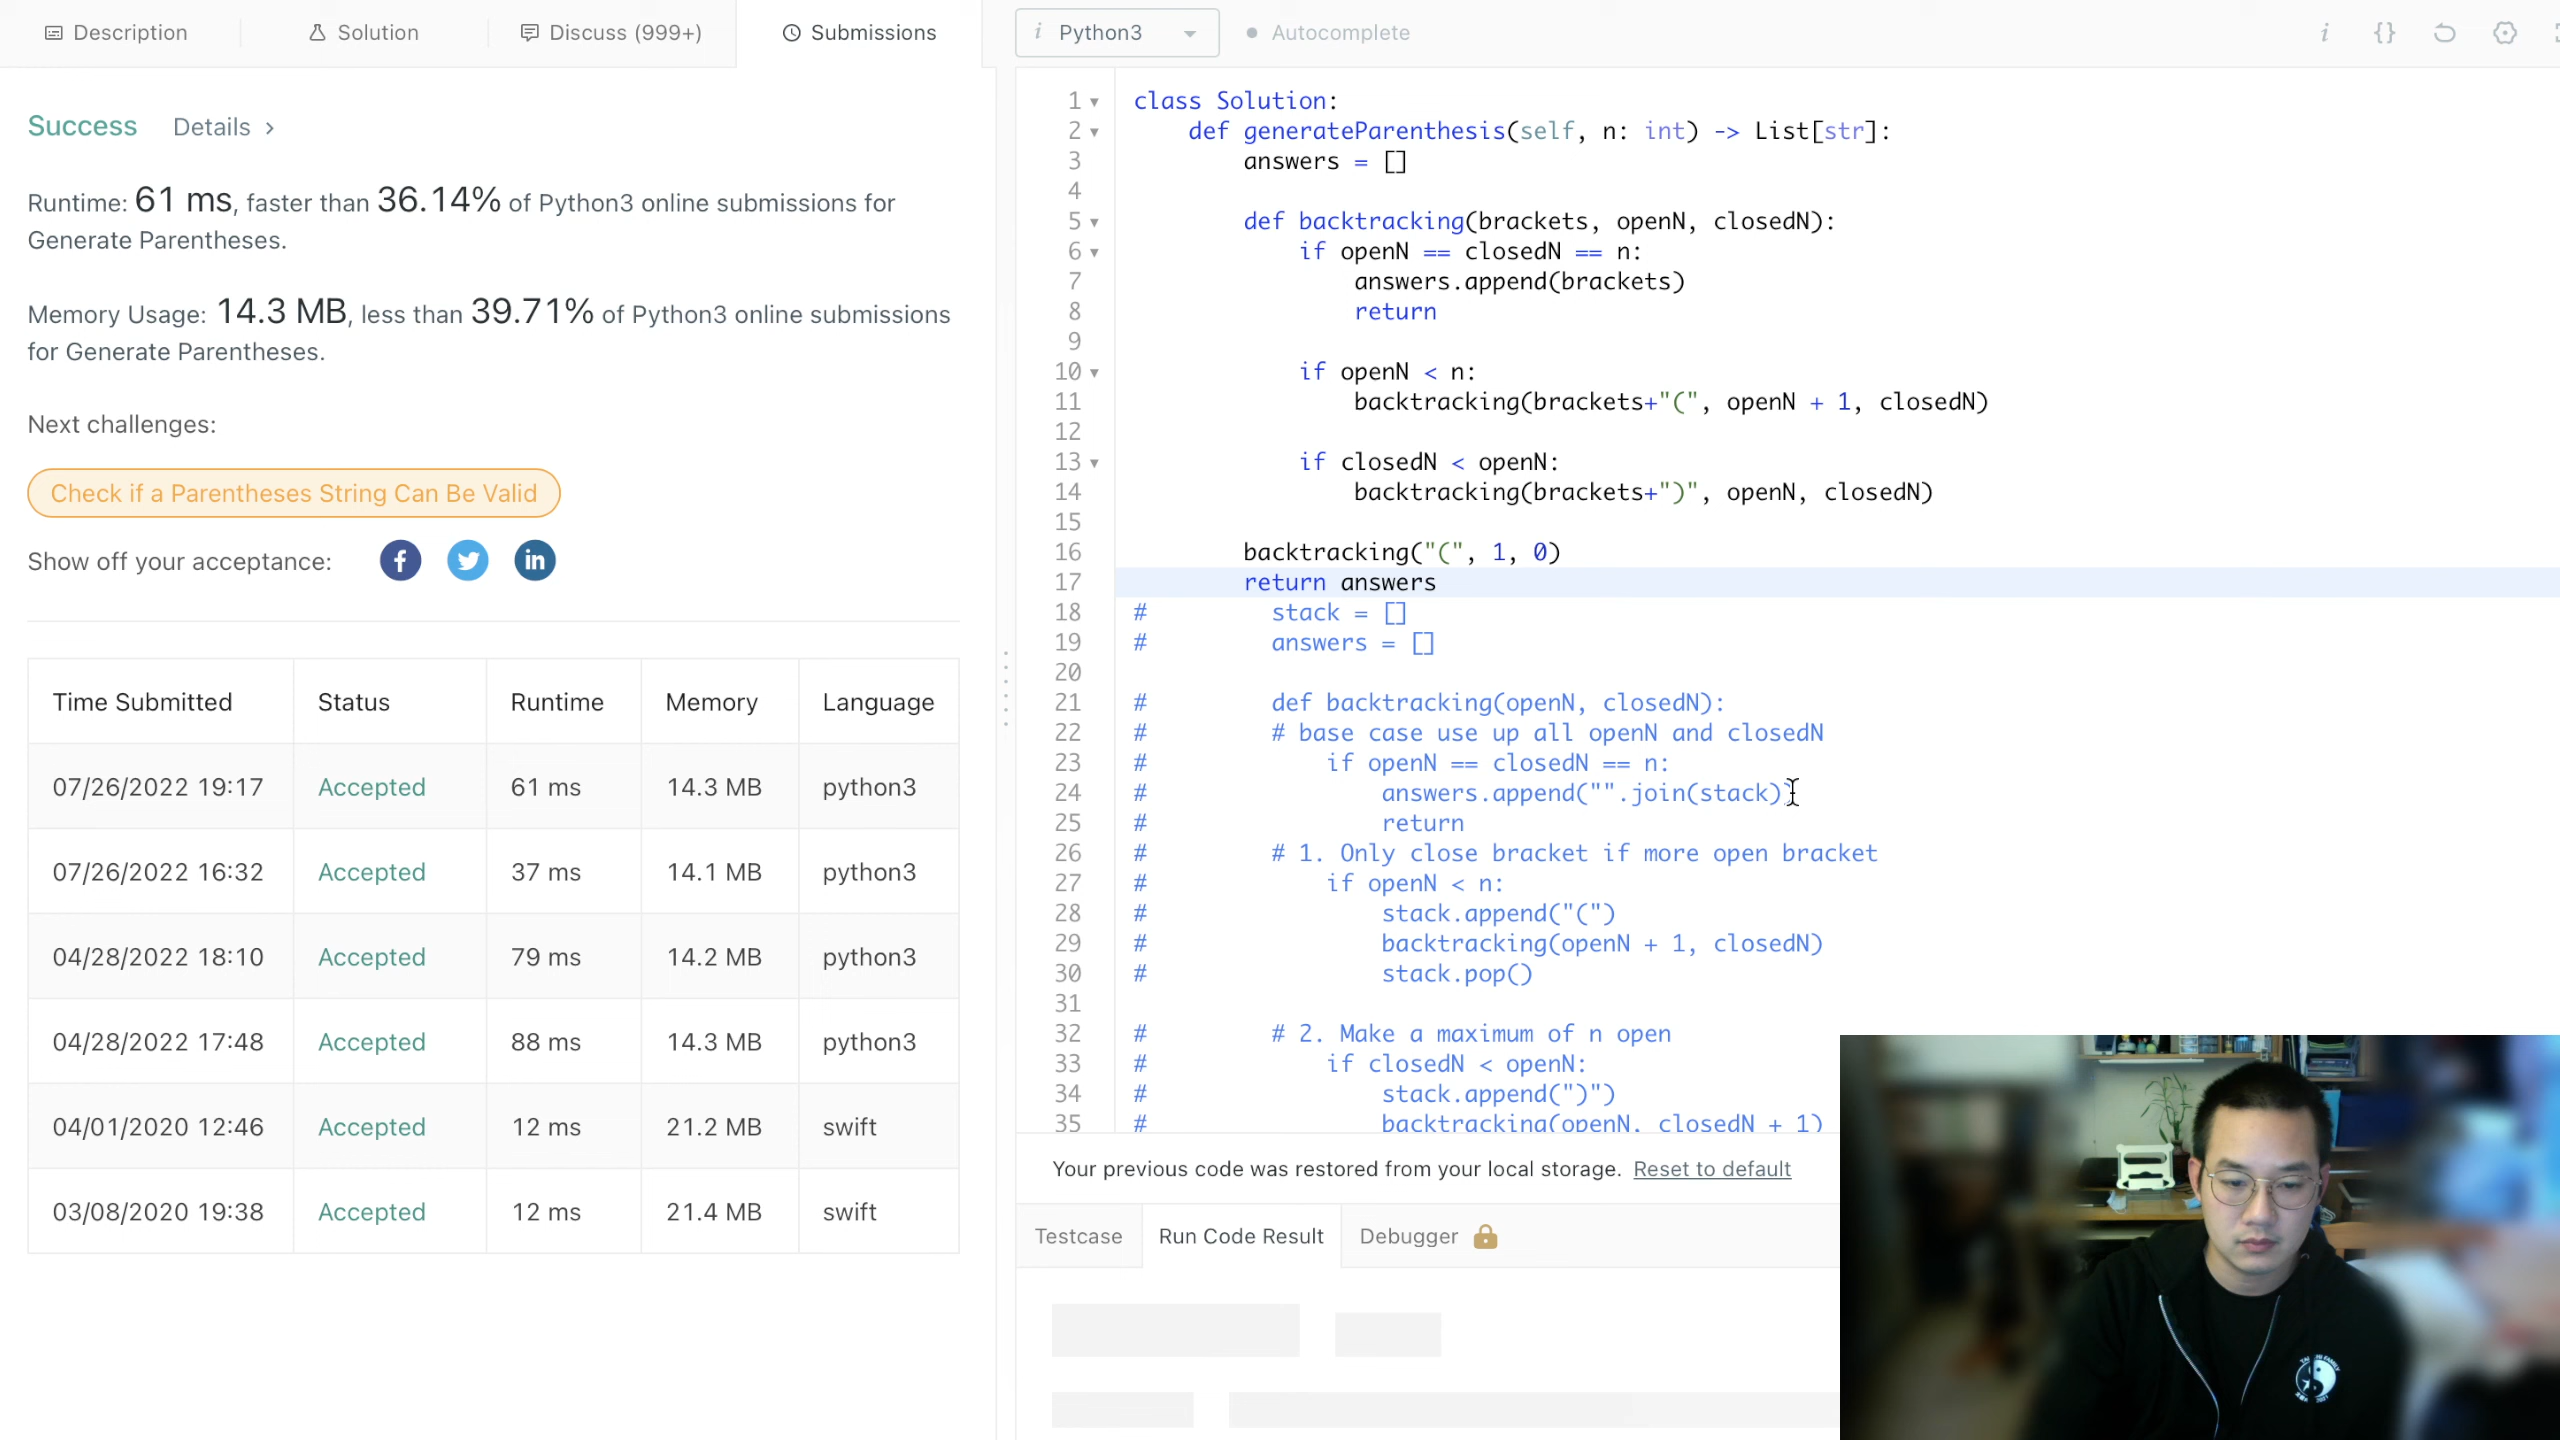 Description
Solution
Discuss (999+)
Submissions
i Python3
Autocomplete
i {}
Success Details >
Runtime: 61 ms, faster than 36.14% of Python3 online submissions for
Generate Parentheses.
Memory Usage: 14.3 MB, less than 39.71% of Python3 online submissions
for Generate Parentheses.
Next challenges:
Check if a Parentheses String Can Be Valid
Show off your acceptance: f in
Time Submitted Status Runtime Memory Language
07/26/2022 19:17 Accepted 61 ms 14.3 MB python3
07/26/2022 16:32 Accepted 37 ms 14.1 MB python3
04/28/2022 18:10 Accepted 79 ms 14.2 MB python3
04/28/2022 17:48 Accepted 88 ms 14.3 MB python3
04/01/2020 12:46 Accepted 12 ms 21.2 MB swift
03/08/2020 19:38 Accepted 12 ms 21.4 MB swift
1 class Solution:
2     def generateParenthesis(self, n: int) -> List[str]:
3         answers = []
4
5         def backtracking(brackets, openN, closedN):
6             if openN == closedN == n:
7                 answers.append(brackets)
8                 return
9
10             if openN < n:
11                 backtracking(brackets+"(", openN + 1, closedN)
12
13             if closedN < openN:
14                 backtracking(brackets+")", openN, closedN)
15
16         backtracking("(", 1, 0)
17         return answers
18 #         stack = []
19 #         answers = []
20
21 #         def backtracking(openN, closedN):
22 #         # base case use up all openN and closedN
23 #             if openN == closedN == n:
24 #                 answers.append("".join(stack))
25 #                 return
26 #         # 1. Only close bracket if more open bracket
27 #             if openN < n:
28 #                 stack.append("(")
29 #                 backtracking(openN + 1, closedN)
30 #                 stack.pop()
31
32 #         # 2. Make a maximum of n open
33 #             if closedN < openN:
34 #                 stack.append(")")
35 #                 backtracking(openN, closedN + 1)
Your previous code was restored from your local storage. Reset to default
Testcase
Run Code Result
Debugger